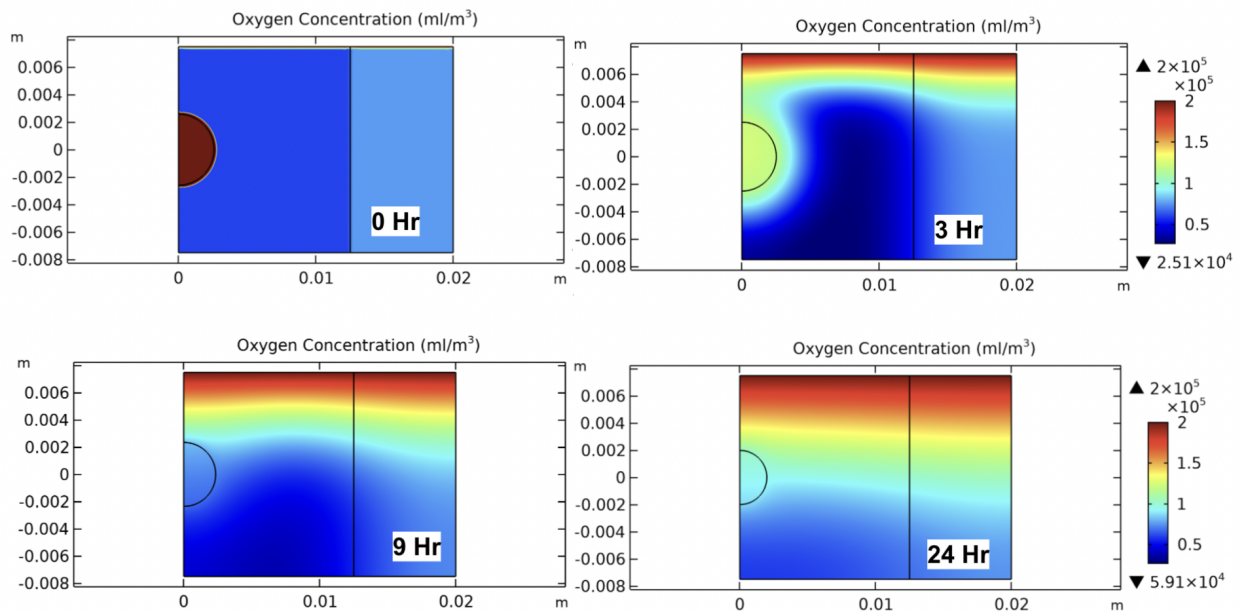 Oxygen Concentration (ml/m³)
m
0.006
0.004
0.002
0
-0.002
-0.004
-0.006
-0.008
0 Hr
0 0.01 0.02 m
Oxygen Concentration (ml/m³)
m
0.006
0.004
0.002
0
-0.002
-0.004
-0.006
-0.008
3 Hr
0 0.01 0.02 m
▲ 2×10⁵
×10⁵
2
1.5
1
0.5
▼ 2.51×10⁴
Oxygen Concentration (ml/m³)
m
0.006
0.004
0.002
0
-0.002
-0.004
-0.006
-0.008
9 Hr
0 0.01 0.02 m
Oxygen Concentration (ml/m³)
m
0.006
0.004
0.002
0
-0.002
-0.004
-0.006
-0.008
24 Hr
0 0.01 0.02 m
▲ 2×10⁵
×10⁵
2
1.5
1
0.5
▼ 5.91×10⁴